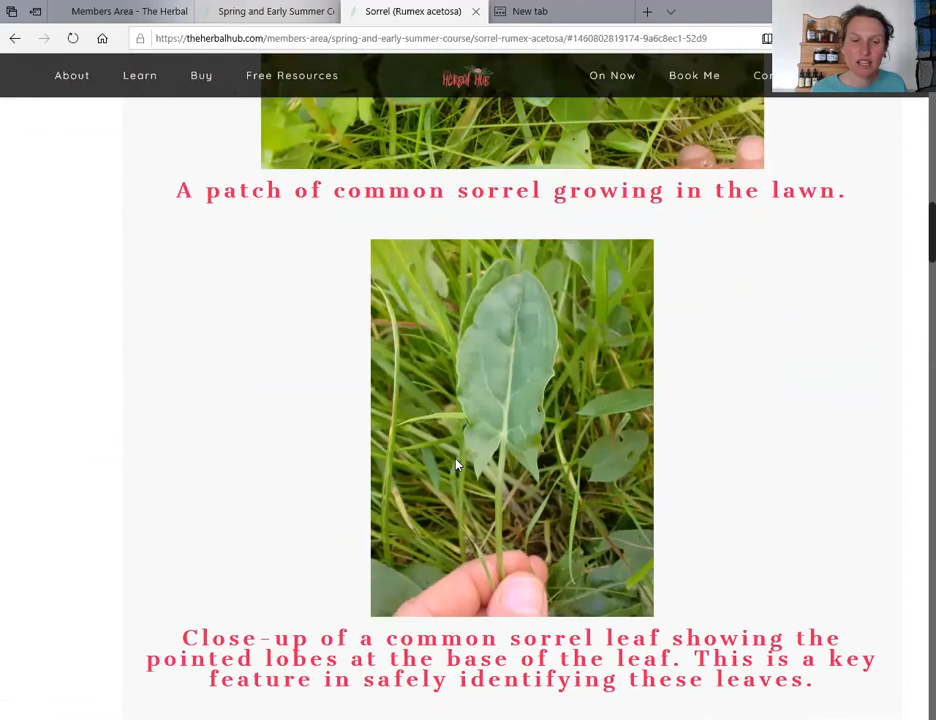 Members Area - The Herbal
Spring and Early Summer Co
Sorrel (Rumex acetosa)
New tab
https://theherbalhub.com/members-area/spring-and-early-summer-course/sorrel-rumex-acetosa/#1460802819174-9a6c8ec1-52d9
About
Learn
Buy
Free Resources
HERBAL HUB
On Now
Book Me
A patch of common sorrel growing in the lawn.
Close-up of a common sorrel leaf showing the
pointed lobes at the base of the leaf. This is a key
feature in safely identifying these leaves.